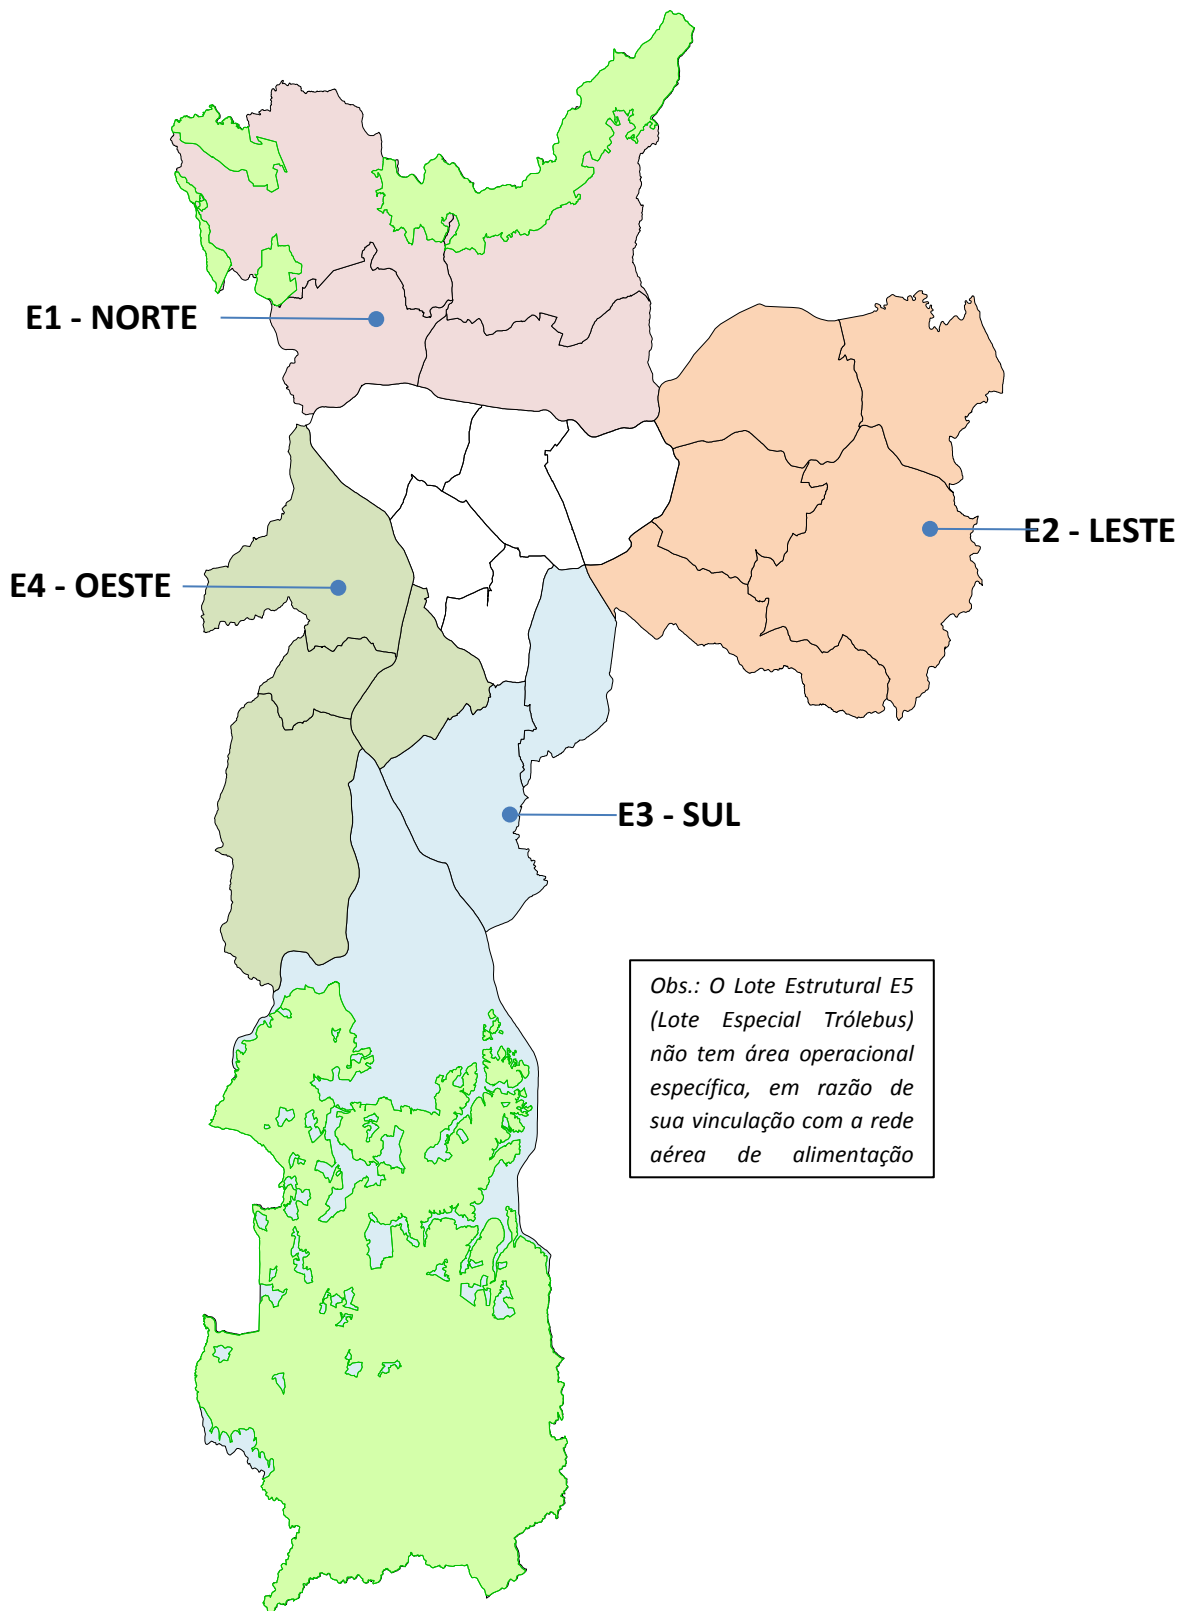 E1 - NORTE
E2 - LESTE
E4 - OESTE
E3 - SUL
Obs.: O Lote Estrutural E5
(Lote Especial Trólebus)
não tem área operacional
específica, em razão de
sua vinculação com a rede
aérea de alimentação